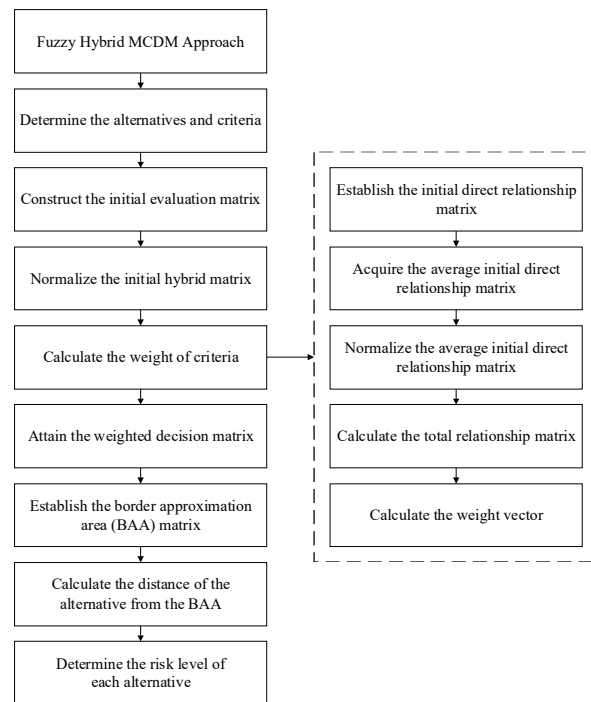 Fuzzy Hybrid MCDM Approach
Determine the alternatives and criteria
Construct the initial evaluation matrix
Normalize the initial hybrid matrix
Calculate the weight of criteria
Attain the weighted decision matrix
Establish the border approximation
area (BAA) matrix
Calculate the distance of the
alternative from the BAA
Determine the risk level of
each alternative
Establish the initial direct relationship
matrix
Acquire the average initial direct
relationship matrix
Normalize the average initial direct
relationship matrix
Calculate the total relationship matrix
Calculate the weight vector